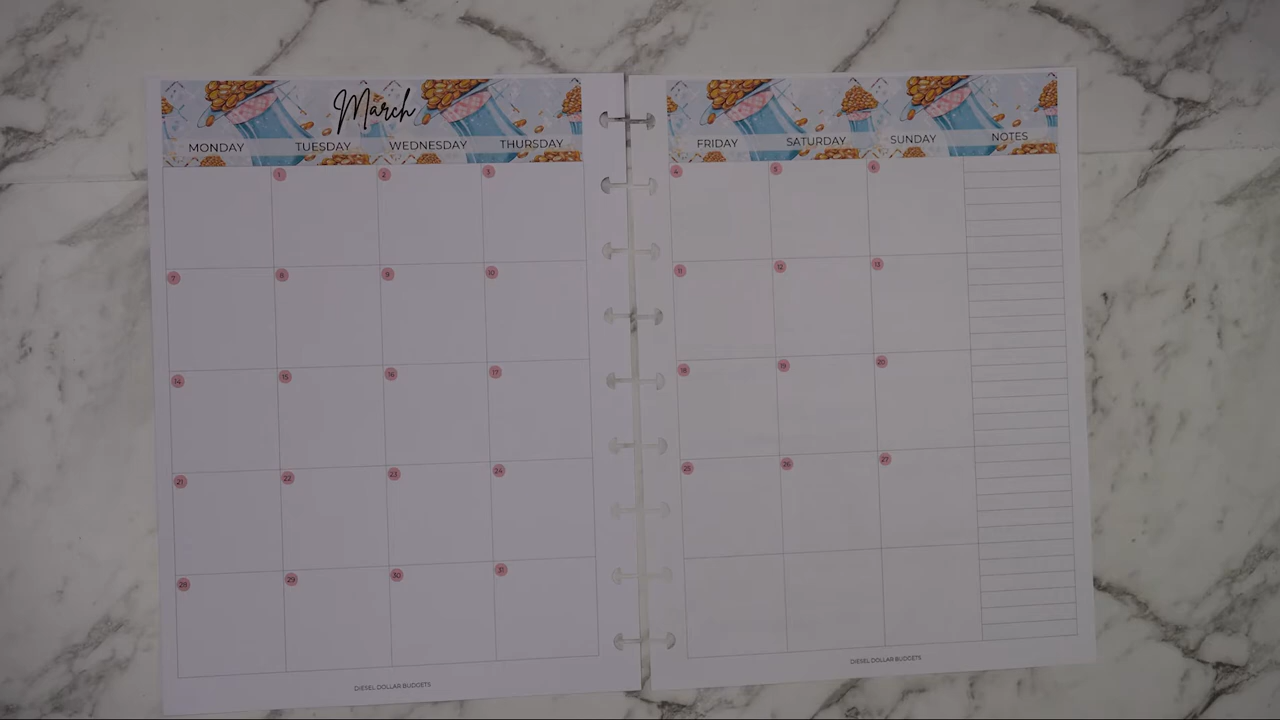 March
MONDAY TUESDAY WEDNESDAY THURSDAY FRIDAY SATURDAY SUNDAY NOTES
1 2 3 4 5 6
7 8 9 10 11 12 13
14 15 16 17 18 19 20
21 22 23 24 25 26 27
28 29 30 31
DIESEL DOLLAR BUDGETS DIESEL DOLLAR BUDGETS